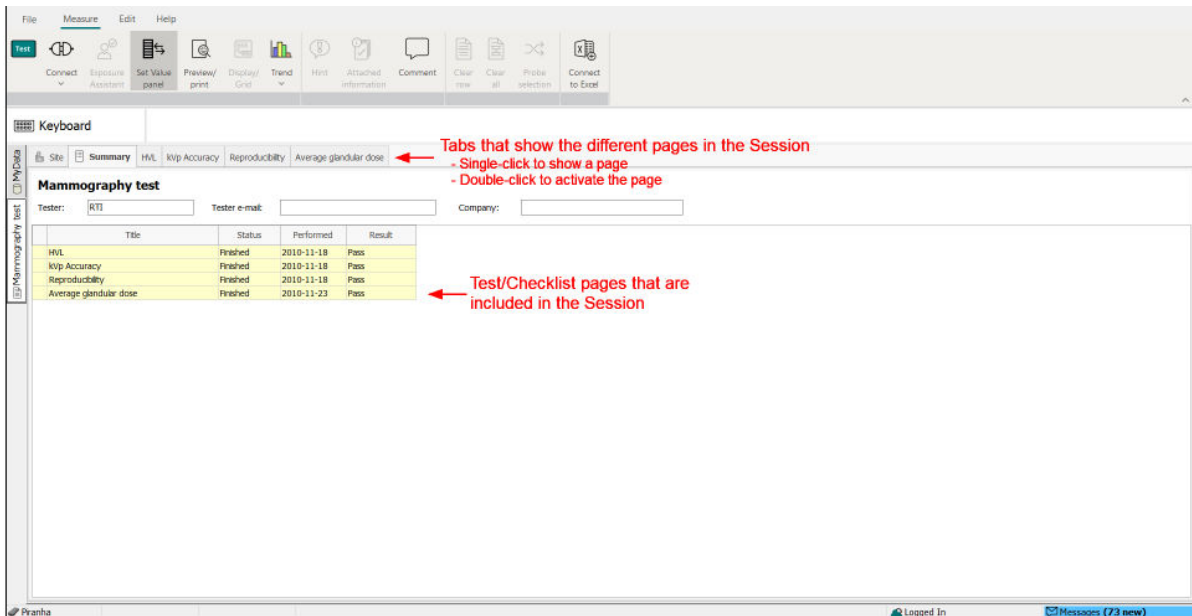 File Measure Edit Help
Test Connect Exposure Assistant Set Value panel Preview/ print Display/ Grid Trend Hint Attached information Comment Clear row Clear all Probe selection Connect to Excel
Keyboard
MyData
Mammography test
Site Summary HVL kVp Accuracy Reproducibility Average glandular dose
Tabs that show the different pages in the Session
- Single-click to show a page
- Double-click to activate the page
Mammography test
Tester: RTI Tester e-mail: Company:
Title Status Performed Result
HVL Finished 2010-11-18 Pass
kVp Accuracy Finished 2010-11-18 Pass
Reproducibility Finished 2010-11-18 Pass
Average glandular dose Finished 2010-11-23 Pass
Test/Checklist pages that are
included in the Session
Piranha Logged In Messages (73 new)